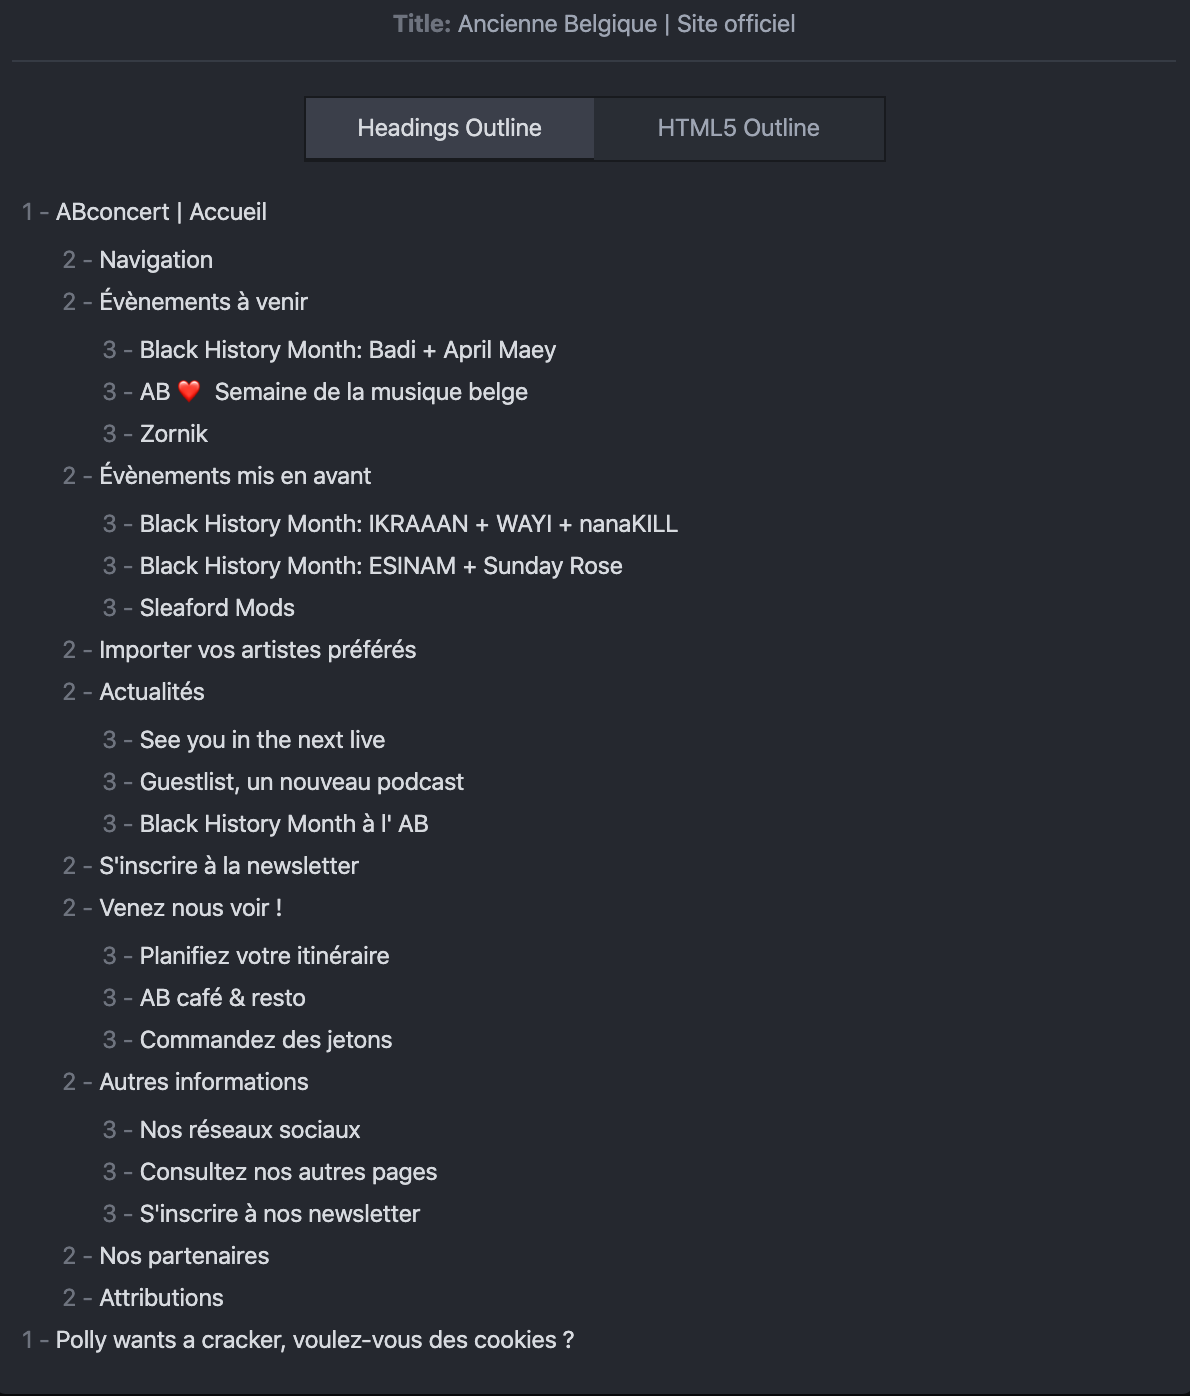 Title: Ancienne Belgique | Site officiel
Headings Outline HTML5 Outline
1 - ABconcert | Accueil
2 - Navigation
2 - Évènements à venir
3 - Black History Month: Badi + April Maey
3 - AB ❤️ Semaine de la musique belge
3 - Zornik
2 - Évènements mis en avant
3 - Black History Month: IKRAAAN + WAYI + nanaKILL
3 - Black History Month: ESINAM + Sunday Rose
3 - Sleaford Mods
2 - Importer vos artistes préférés
2 - Actualités
3 - See you in the next live
3 - Guestlist, un nouveau podcast
3 - Black History Month à l' AB
2 - S'inscrire à la newsletter
2 - Venez nous voir !
3 - Planifiez votre itinéraire
3 - AB café & resto
3 - Commandez des jetons
2 - Autres informations
3 - Nos réseaux sociaux
3 - Consultez nos autres pages
3 - S'inscrire à nos newsletter
2 - Nos partenaires
2 - Attributions
1 - Polly wants a cracker, voulez-vous des cookies ?